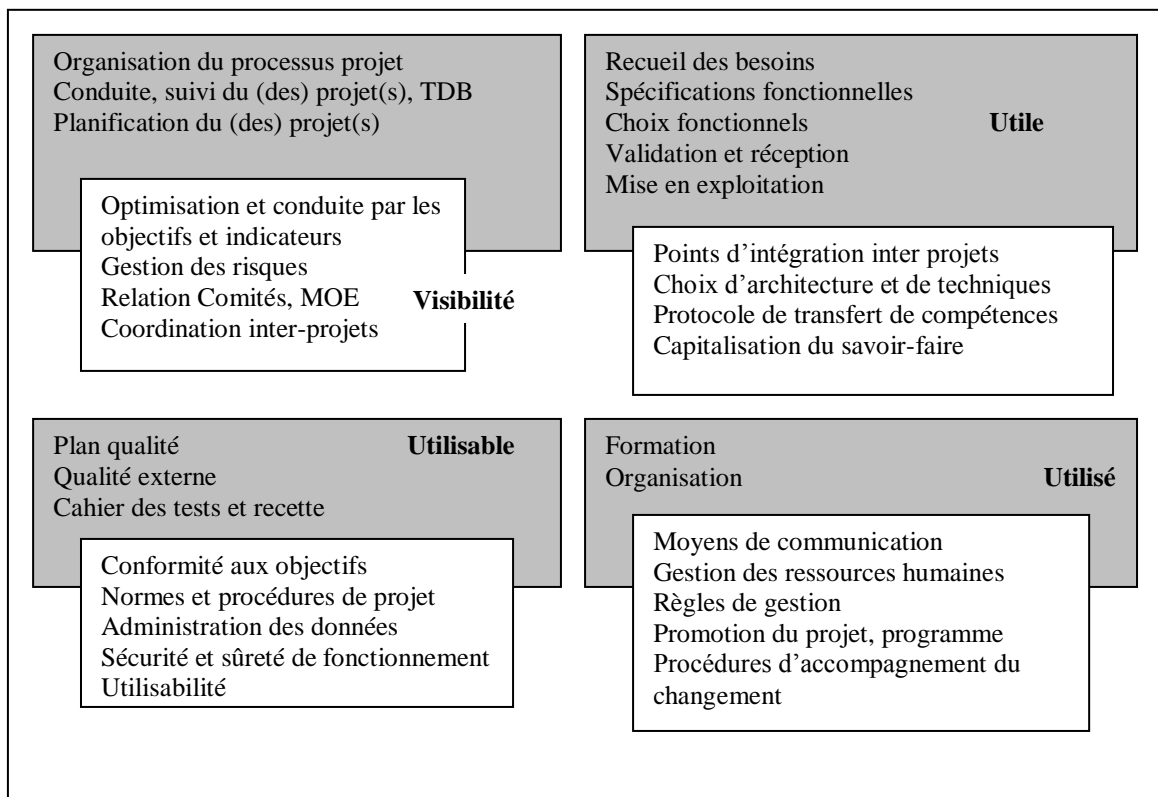 Organisation du processus projet
Conduite, suivi du (des) projet(s), TDB
Planification du (des) projet(s)
Optimisation et conduite par les
objectifs et indicateurs
Gestion des risques
Relation Comités, MOE Visibilité
Coordination inter-projets
Recueil des besoins
Spécifications fonctionnelles
Choix fonctionnels Utile
Validation et réception
Mise en exploitation
Points d’intégration inter projets
Choix d’architecture et de techniques
Protocole de transfert de compétences
Capitalisation du savoir-faire
Plan qualité Utilisable
Qualité externe
Cahier des tests et recette
Conformité aux objectifs
Normes et procédures de projet
Administration des données
Sécurité et sûreté de fonctionnement
Utilisabilité
Formation
Organisation Utilisé
Moyens de communication
Gestion des ressources humaines
Règles de gestion
Promotion du projet, programme
Procédures d’accompagnement du
changement